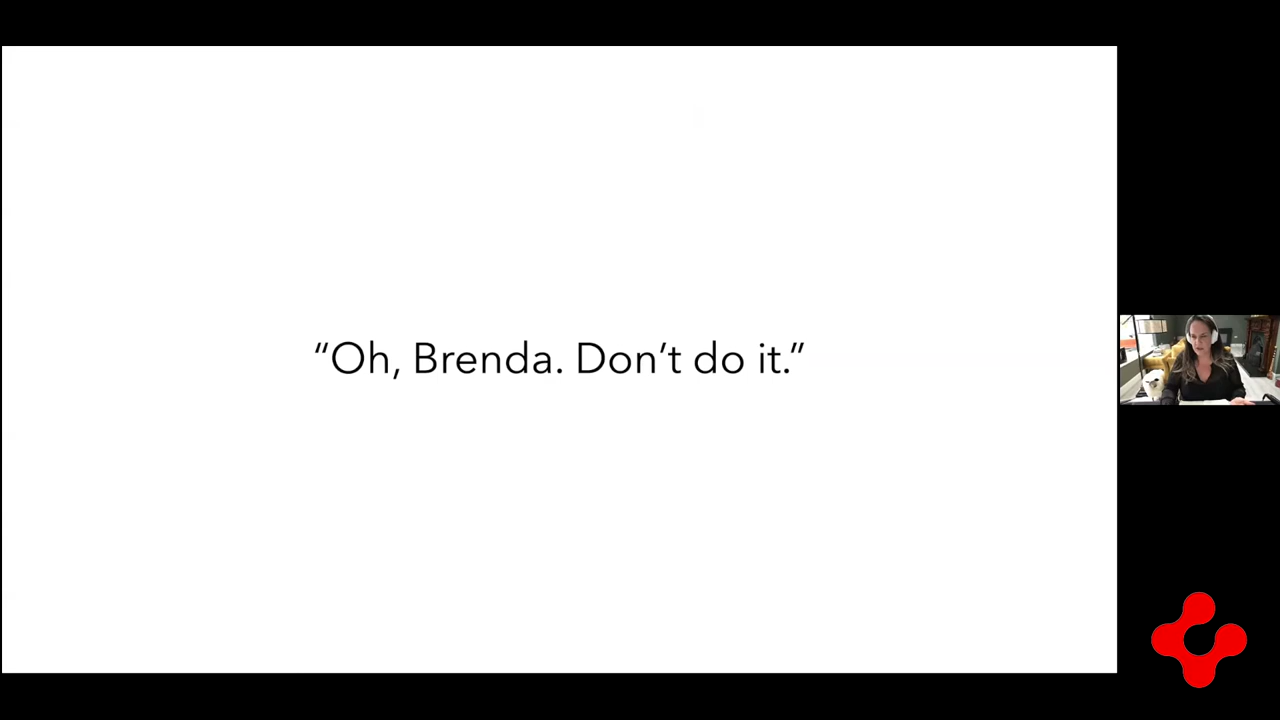 “Oh, Brenda. Don’t do it.”